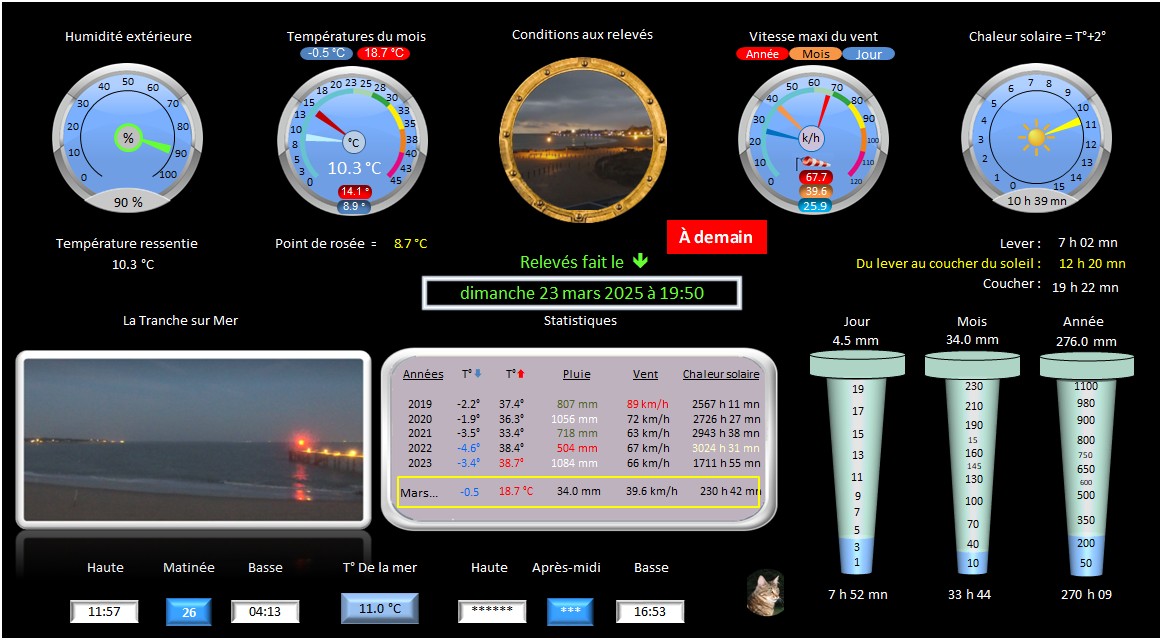 Humidité extérieure
Températures du mois
Conditions aux relevés
Vitesse maxi du vent
Chaleur solaire = T°+2°
-0.5 °C 18.7 °C
Année Mois Jour
0 10 20 30 40 50 60 70 80 90 100
%
90 %
0 3 5 8 10 13 15 18 20 23 25 28 30 33 35 38 40 43 45
°C
10.3 °C
14.1 °
8.9 °
0 10 20 30 40 50 60 70 80 90 100 110 120
k/h
67.7
39.6
25.9
0 1 2 3 4 5 6 7 8 9 10 11 12 13 14 15
10 h 39 mn
Température ressentie
10.3 °C
Point de rosée = 8.7 °C
À demain
Relevés fait le
dimanche 23 mars 2025 à 19:50
Lever : 7 h 02 mn
Du lever au coucher du soleil : 12 h 20 mn
Coucher : 19 h 22 mn
La Tranche sur Mer
Statistiques
Années T° T° Pluie Vent Chaleur solaire
2019 -2.2° 37.4° 807 mm 89 km/h 2567 h 11 mn
2020 -1.9° 36.3° 1056 mm 72 km/h 2726 h 27 mn
2021 -3.5° 33.4° 718 mm 63 km/h 2943 h 38 mn
2022 -4.6° 38.4° 504 mm 67 km/h 3024 h 31 mn
2023 -3.4° 38.7° 1084 mm 66 km/h 1711 h 55 mn
Mars... -0.5 18.7 °C 34.0 mm 39.6 km/h 230 h 42 mn
Jour Mois Année
4.5 mm 34.0 mm 276.0 mm
19 17 15 13 11 9 7 5 3 1
230 210 190 15 160 145 130 100 70 40 10
1100 980 900 800 750 650 600 500 350 200 50
7 h 52 mn 33 h 44 270 h 09
Haute Matinée Basse T° De la mer Haute Après-midi Basse
11:57 26 04:13 11.0 °C ****** *** 16:53